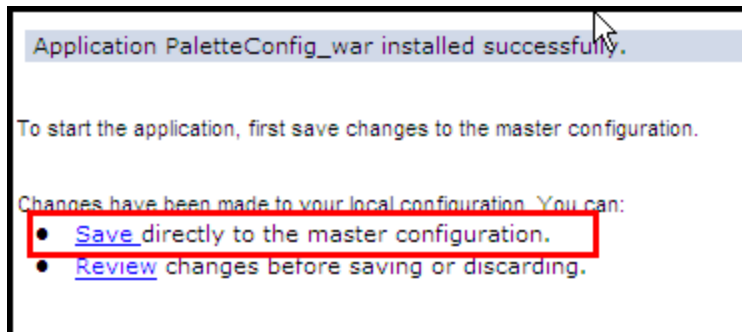 Application PaletteConfig_war installed successfully.
To start the application, first save changes to the master configuration.
Changes have been made to your local configuration. You can:
Save directly to the master configuration.
Review changes before saving or discarding.